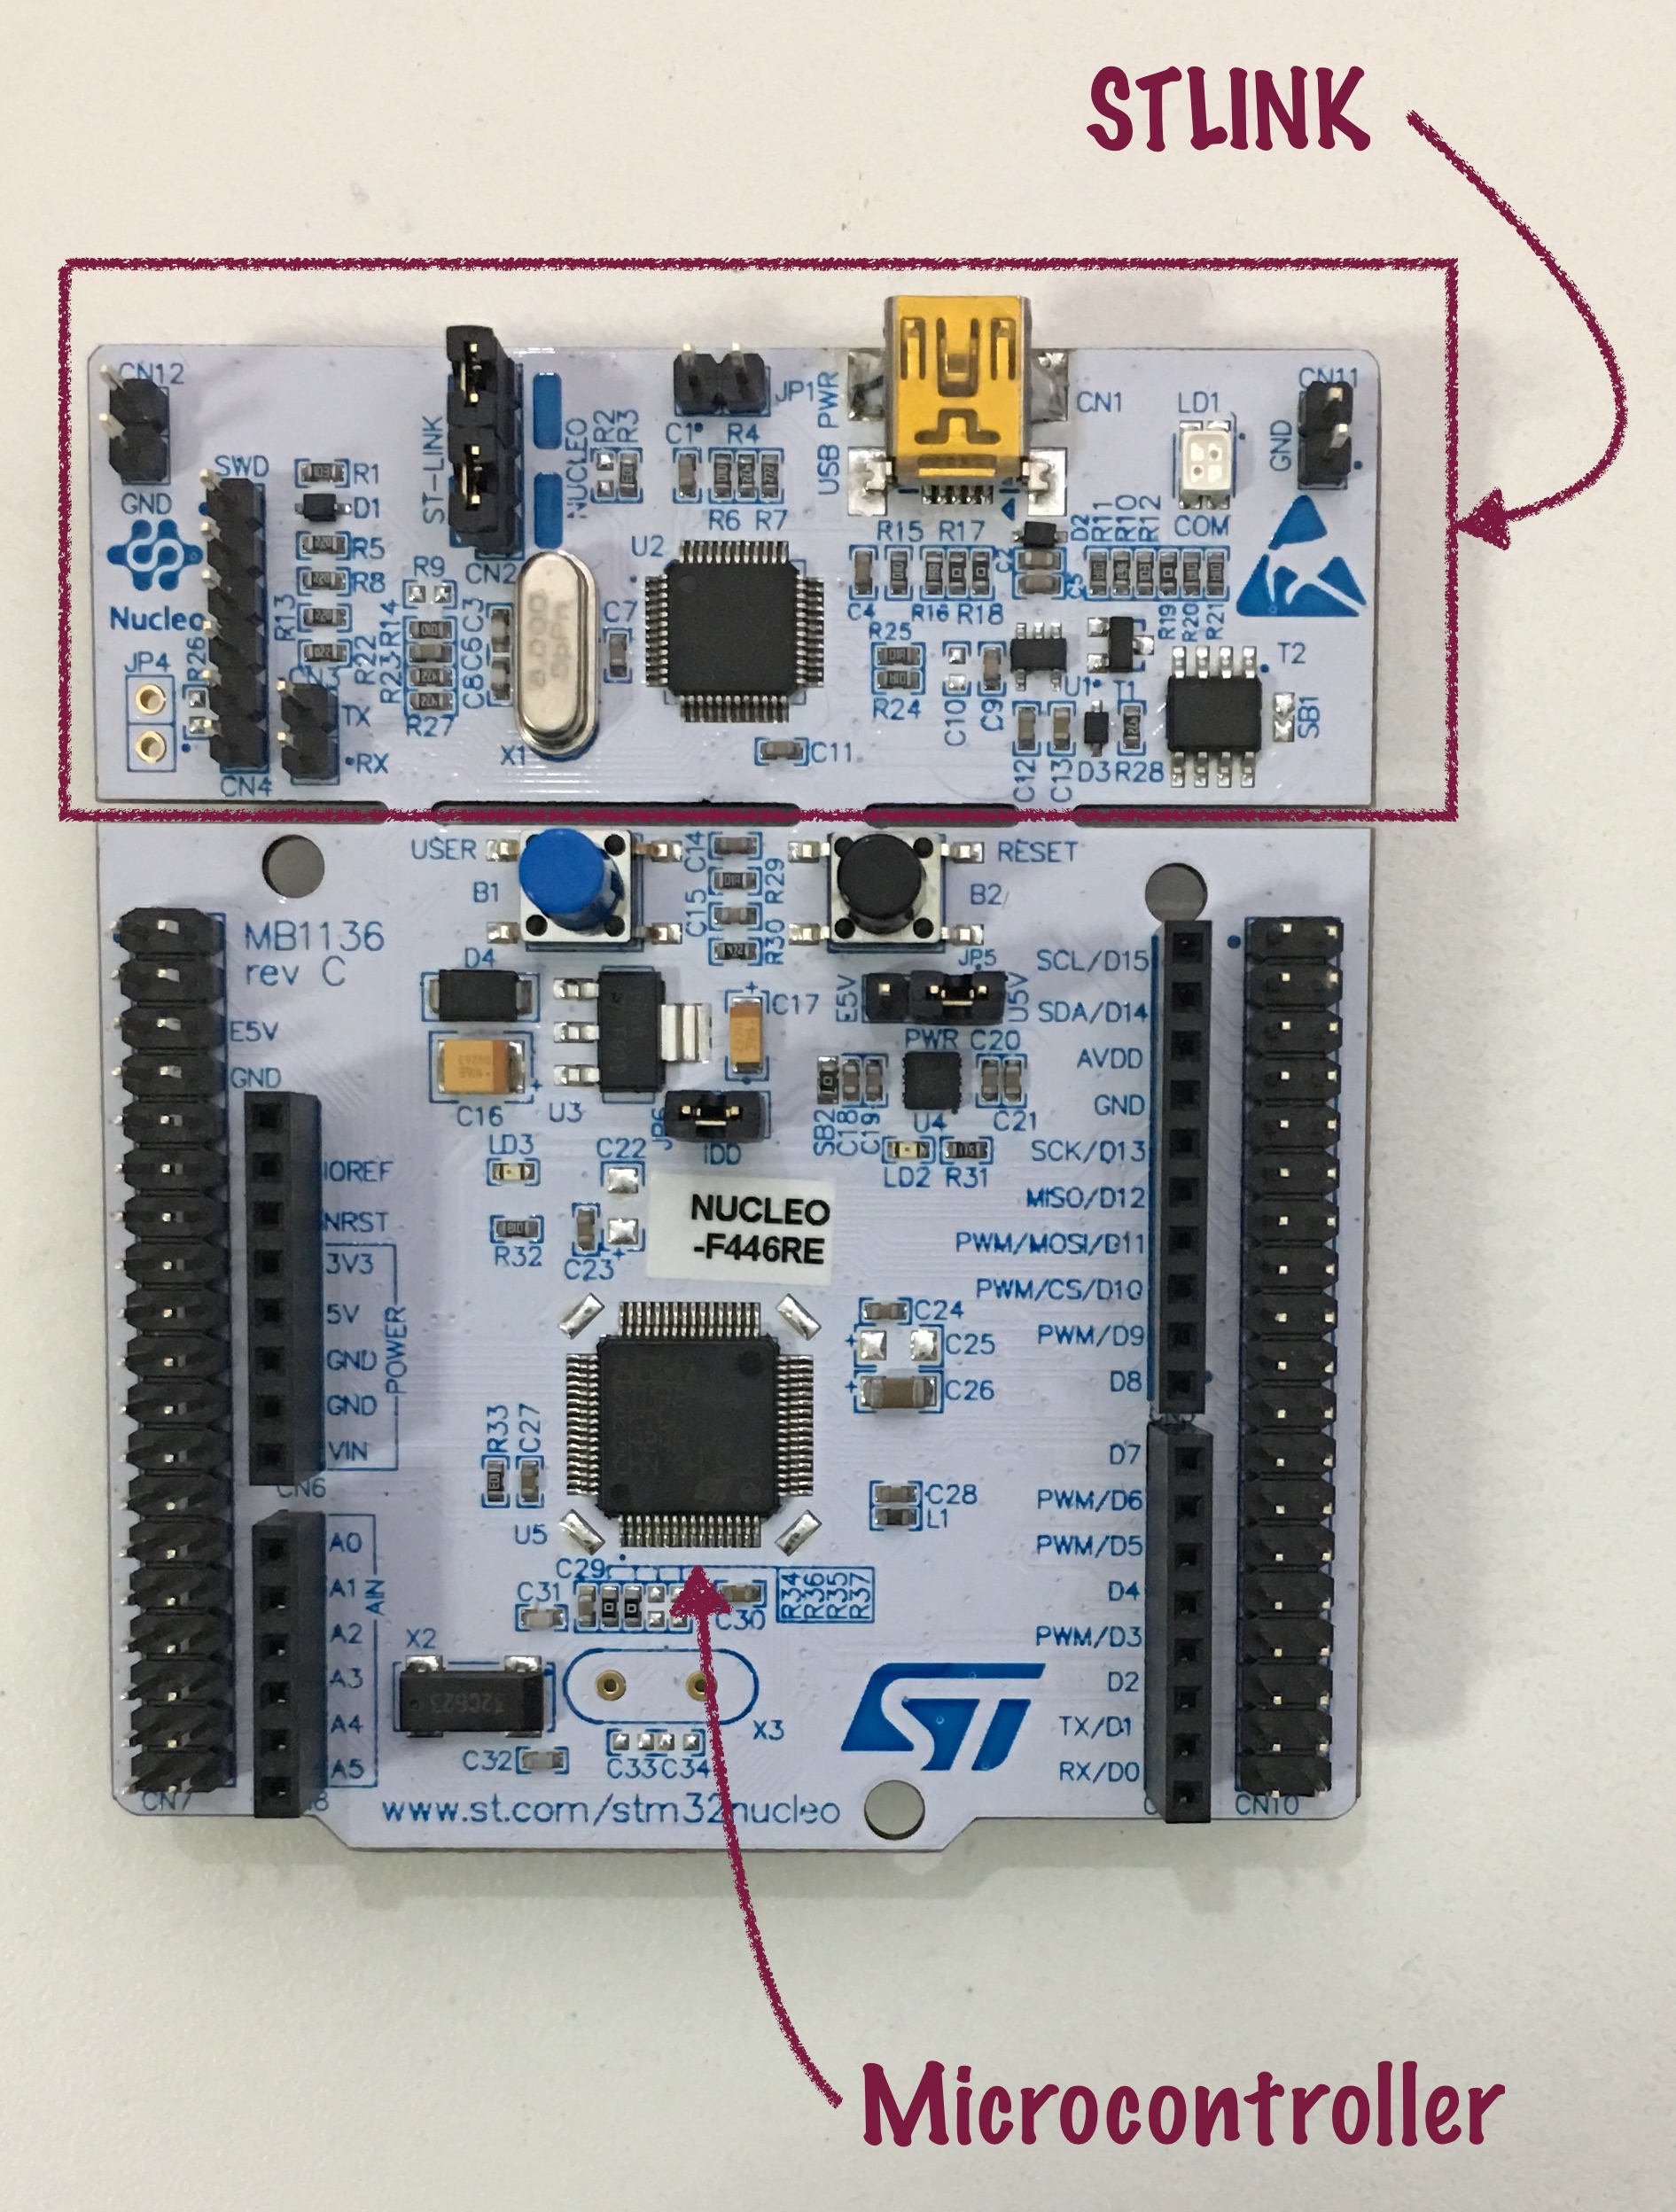 STLINK
CN12
GND
SWD
R1
D1
R5
R8
R13
R22
CN3
TX
RX
Nucleo
JP4
R26
CN4
ST-LINK
NUCLEO
CN2
R2
R3
JP1
C1
R4
R6
R7
USB PWR
CN1
LD1
COM
CN11
GND
U2
R9
R14
R23
R27
C3
C6
C8
8.000
X1
C7
C11
R15
R17
C4
R16
R18
R25
R24
C10
C9
C2
C5
D2
R11
R10
R12
R19
R20
R21
U1
T1
T2
SB1
C12
C13
D3
R28
USER
B1
C14
R29
C15
R30
RESET
B2
MB1136
rev C
D4
C16
U3
C17
E5V
JP5
U5V
PWR
C20
SB2
C18
C19
U4
C21
LD2
R31
JP6
IDD
LD3
C22
R32
C23
NUCLEO
-F446RE
E5V
GND
IOREF
NRST
3V3
5V
GND
GND
VIN
POWER
CN6
A0
A1
A2
A3
A4
A5
AIN
CN7
SCL/D15
SDA/D14
AVDD
GND
SCK/D13
MISO/D12
PWM/MOSI/D11
PWM/CS/D10
PWM/D9
D8
D7
PWM/D6
PWM/D5
D4
PWM/D3
D2
TX/D1
RX/D0
CN10
C24
C25
C26
R33
C27
U5
C28
L1
C29
C31
C30
R34
R36
R35
R37
X2
X3
C32
C33
C34
ST
www.st.com/stm32nucleo
Microcontroller